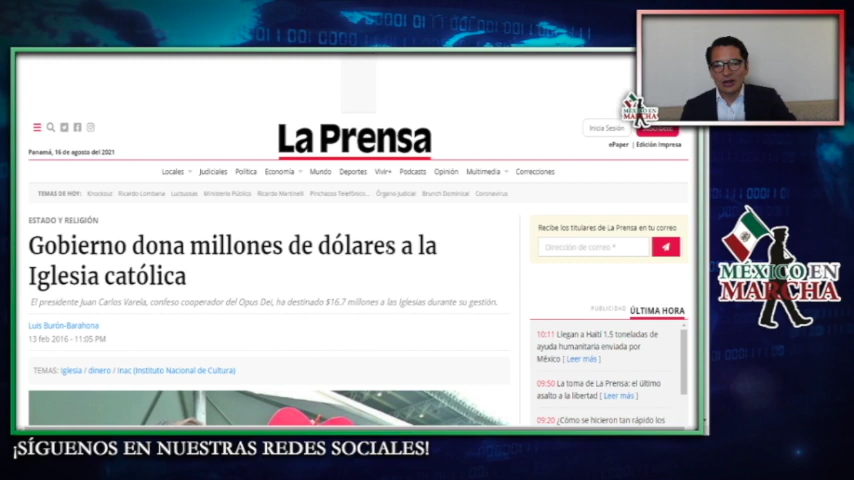 La Prensa
Inicia Sesión
Panamá, 16 de agosto del 2021
ePaper | Edición Impresa
Locales Judiciales Política Economía Mundo Deportes Vivir+ Podcasts Opinión Multimedia Correcciones
TEMAS DE HOY: Knockout Ricardo Lombana Luctuosas Ministerio Público Ricardo Martinelli Pinchazos Telefónico... Órgano Judicial Brunch Dominical Coronavirus
ESTADO Y RELIGIÓN
Gobierno dona millones de dólares a la
Iglesia católica
El presidente Juan Carlos Varela, confeso cooperador del Opus Dei, ha destinado $16.7 millones a las Iglesias durante su gestión.
Luis Burón-Barahona
13 feb 2016 - 11:05 PM
TEMAS: iglesia / dinero / Inac (Instituto Nacional de Cultura)
Recibe los titulares de La Prensa en tu correo
Dirección de correo *
PUBLICIDAD ÚLTIMA HORA
10:11 Llegan a Haití 1.5 toneladas de
ayuda humanitaria enviada por
México [ Leer más ]
09:50 La toma de La Prensa: el último
asalto a la libertad [ Leer más ]
09:20 ¿Cómo se hicieron tan rápido los
MÉXICO EN
MARCHA
MÉXICO EN
MARCHA
¡SÍGUENOS EN NUESTRAS REDES SOCIALES!